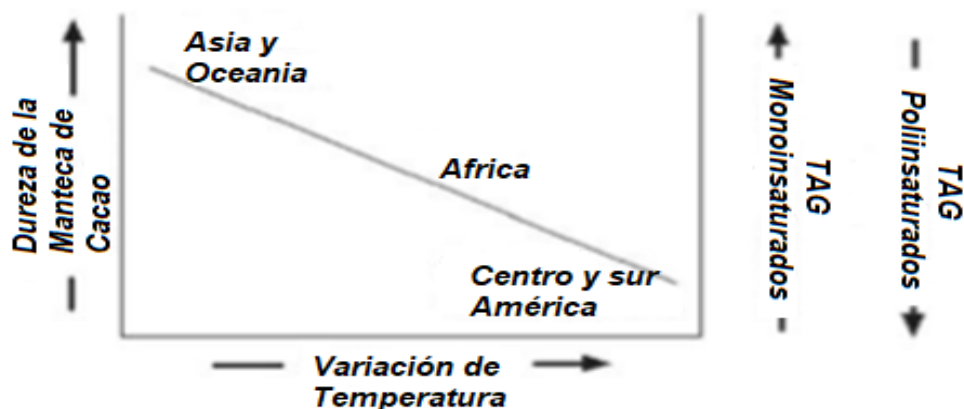 Dureza de la
Manteca de
Cacao
Asia y
Oceania
Africa
Centro y sur
América
Variación de
Temperatura
TAG
Monoinsaturados
TAG
Poliinsaturados